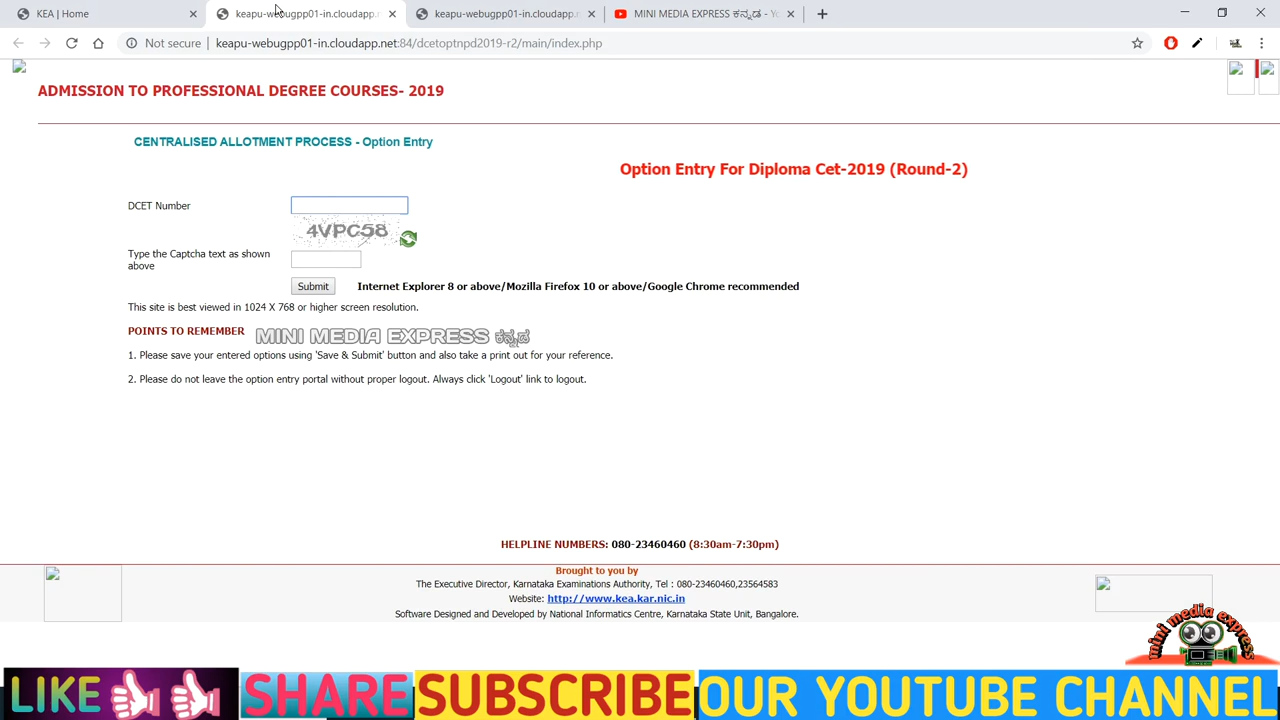 KEA | Home
keapu-webugpp01-in.cloudapp.n
keapu-webugpp01-in.cloudapp.n
MINI MEDIA EXPRESS ಕನ್ನಡ - Yo
Not secure
keapu-webugpp01-in.cloudapp.net:84/dcetoptnpd2019-r2/main/index.php
ADMISSION TO PROFESSIONAL DEGREE COURSES- 2019
CENTRALISED ALLOTMENT PROCESS - Option Entry
Option Entry For Diploma Cet-2019 (Round-2)
DCET Number
4VPC58
Type the Captcha text as shown
above
Submit
Internet Explorer 8 or above/Mozilla Firefox 10 or above/Google Chrome recommended
This site is best viewed in 1024 X 768 or higher screen resolution.
POINTS TO REMEMBER
MINI MEDIA EXPRESS ಕನ್ನಡ
1. Please save your entered options using 'Save & Submit' button and also take a print out for your reference.
2. Please do not leave the option entry portal without proper logout. Always click 'Logout' link to logout.
HELPLINE NUMBERS: 080-23460460 (8:30am-7:30pm)
Brought to you by
The Executive Director, Karnataka Examinations Authority, Tel : 080-23460460,23564583
Website: http://www.kea.kar.nic.in
Software Designed and Developed by National Informatics Centre, Karnataka State Unit, Bangalore.
mini media express
LIKE SHARE SUBSCRIBE OUR YOUTUBE CHANNEL